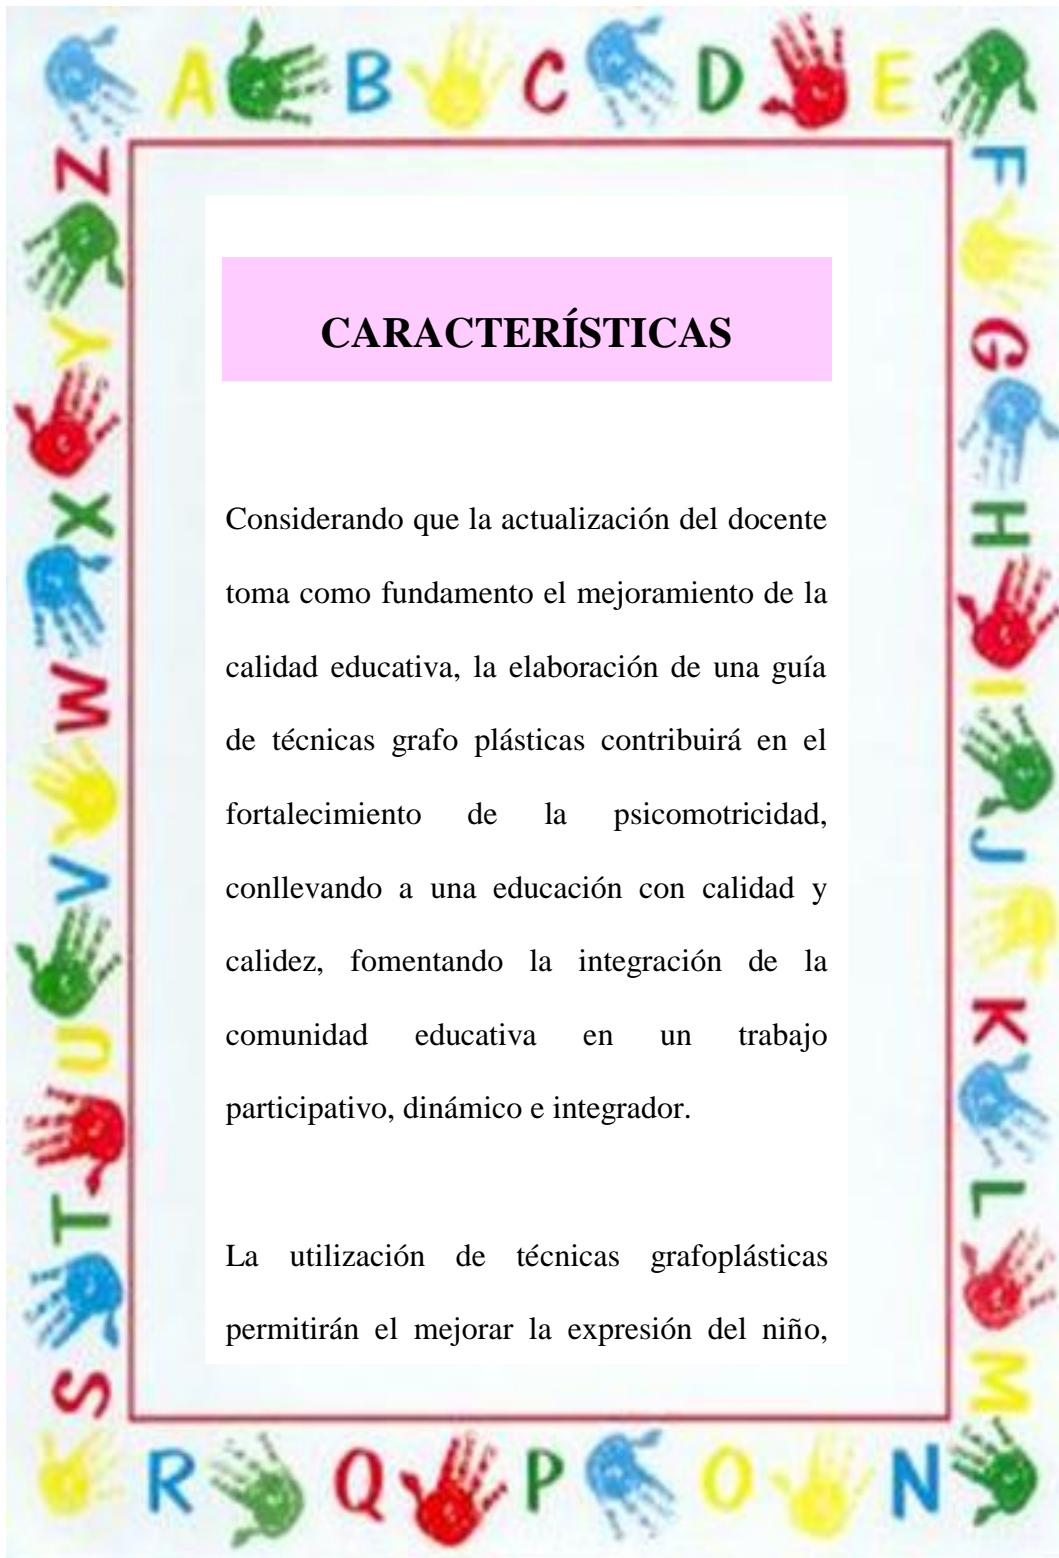 A B C D E
F
G
H
I
J
K
L
M
N
O
P
Q
R
S
T
U
V
W
X
Y
Z
CARACTERÍSTICAS
Considerando que la actualización del docente
toma como fundamento el mejoramiento de la
calidad educativa, la elaboración de una guía
de técnicas grafo plásticas contribuirá en el
fortalecimiento de la psicomotricidad,
conllevando a una educación con calidad y
calidez, fomentando la integración de la
comunidad educativa en un trabajo
participativo, dinámico e integrador.
La utilización de técnicas grafoplásticas
permitirán el mejorar la expresión del niño,